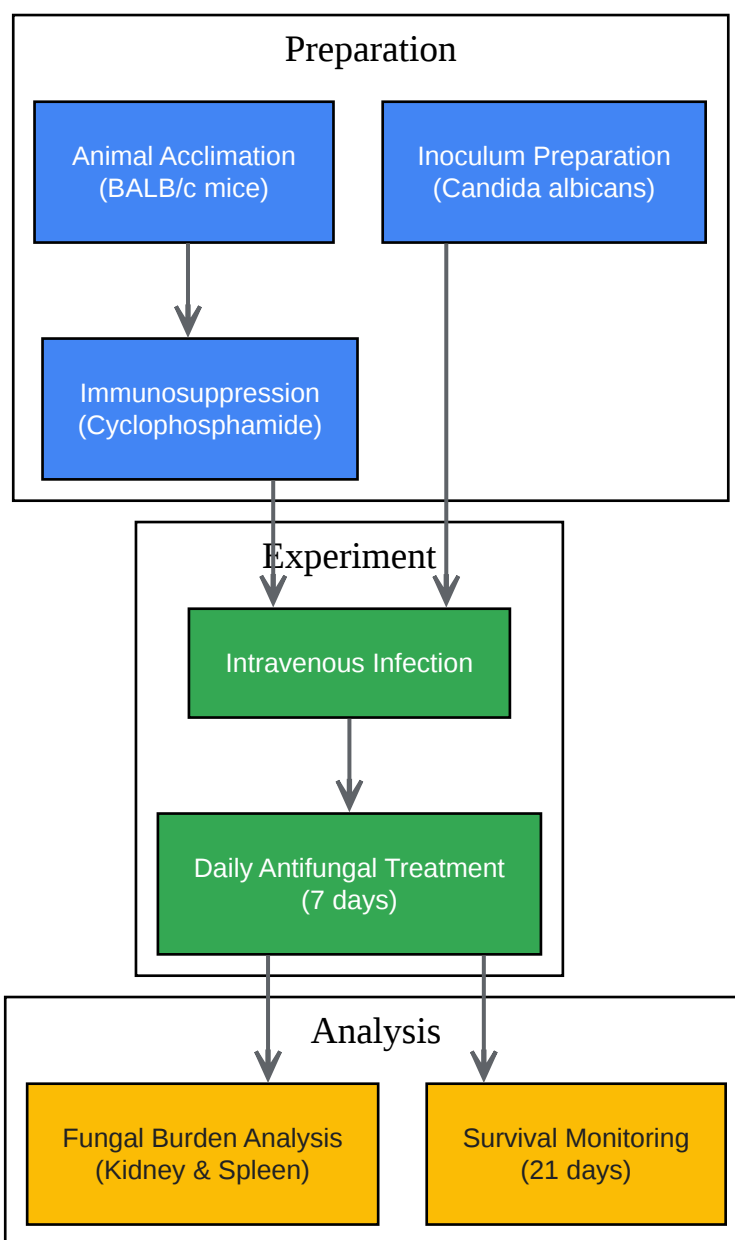 Preparation
Animal Acclimation
(BALB/c mice)
Inoculum Preparation
(Candida albicans)
Immunosuppression
(Cyclophosphamide)
Experiment
Intravenous Infection
Daily Antifungal Treatment
(7 days)
Analysis
Fungal Burden Analysis
(Kidney & Spleen)
Survival Monitoring
(21 days)